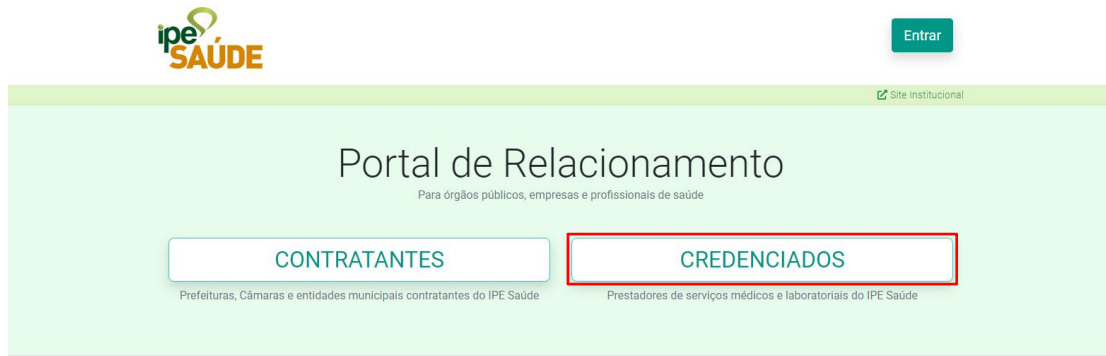 ipe
SAÚDE
Entrar
Site Institucional
Portal de Relacionamento
Para órgãos públicos, empresas e profissionais de saúde
CONTRATANTES
CREDENCIADOS
Prefeituras, Câmaras e entidades municipais contratantes do IPE Saúde
Prestadores de serviços médicos e laboratoriais do IPE Saúde